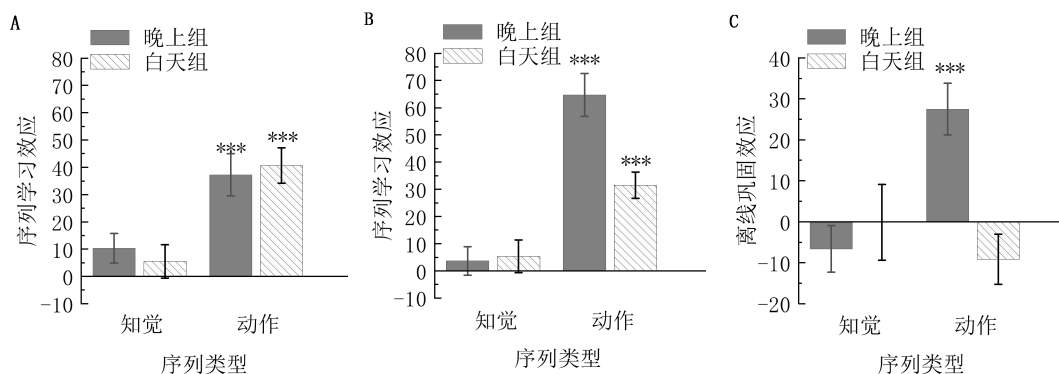 A
晚上组
白天组
80
70
60
50
40
30
20
10
0
-10
序列学习效应
***
***
知觉
动作
序列类型
B
晚上组
白天组
80
70
60
50
40
30
20
10
0
-10
序列学习效应
***
***
知觉
动作
序列类型
C
晚上组
白天组
40
30
20
10
0
-10
-20
离线巩固效应
***
知觉
动作
序列类型